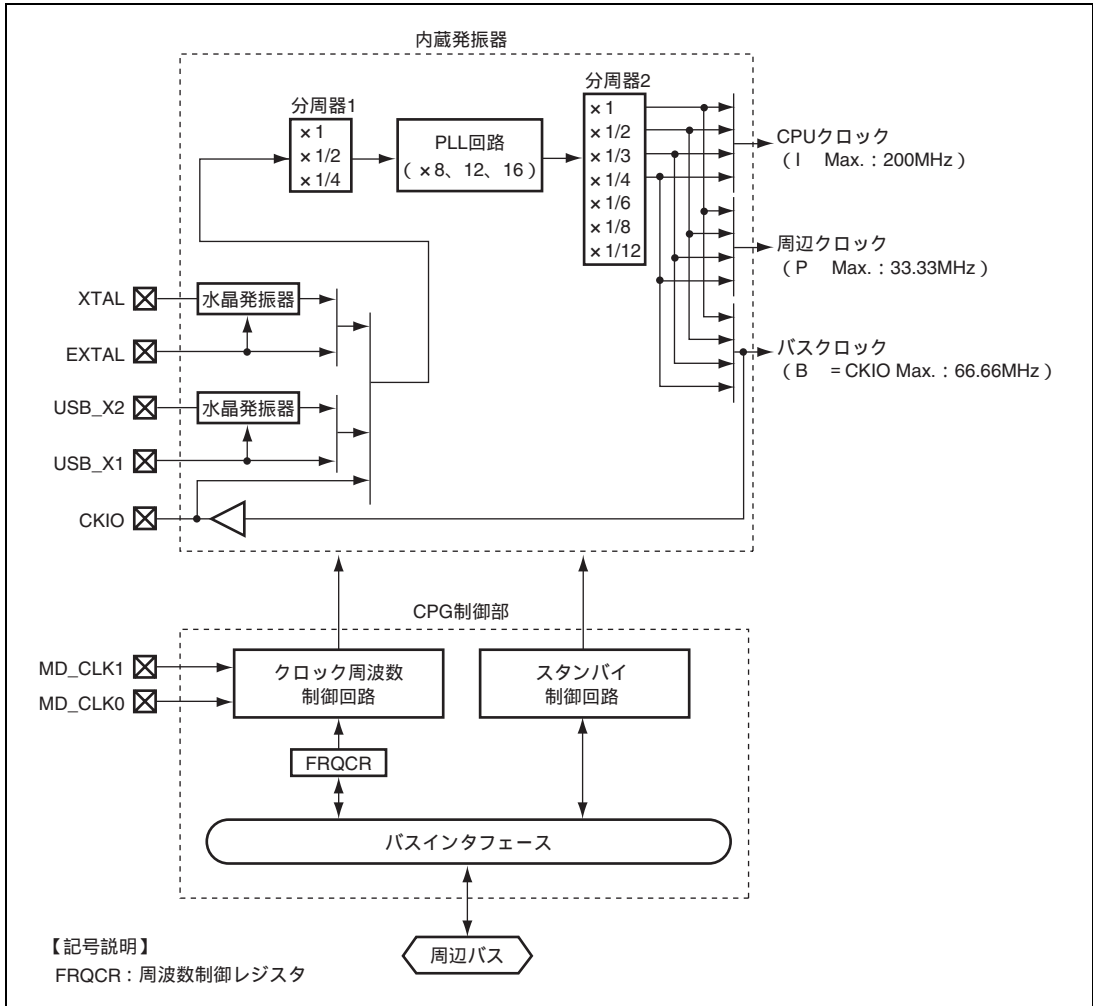 内蔵発振器
分周器1
×1
×1/2
×1/4
PLL回路
(×8、12、16)
分周器2
×1
×1/2
×1/3
×1/4
×1/6
×1/8
×1/12
CPUクロック
(I Max.:200MHz)
周辺クロック
(P Max.:33.33MHz)
バスクロック
(B =CKIO Max.:66.66MHz)
XTAL
水晶発振器
EXTAL
USB_X2
水晶発振器
USB_X1
CKIO
CPG制御部
MD_CLK1
MD_CLK0
クロック周波数
制御回路
スタンバイ
制御回路
FRQCR
バスインタフェース
周辺バス
【記号説明】
FRQCR:周波数制御レジスタ